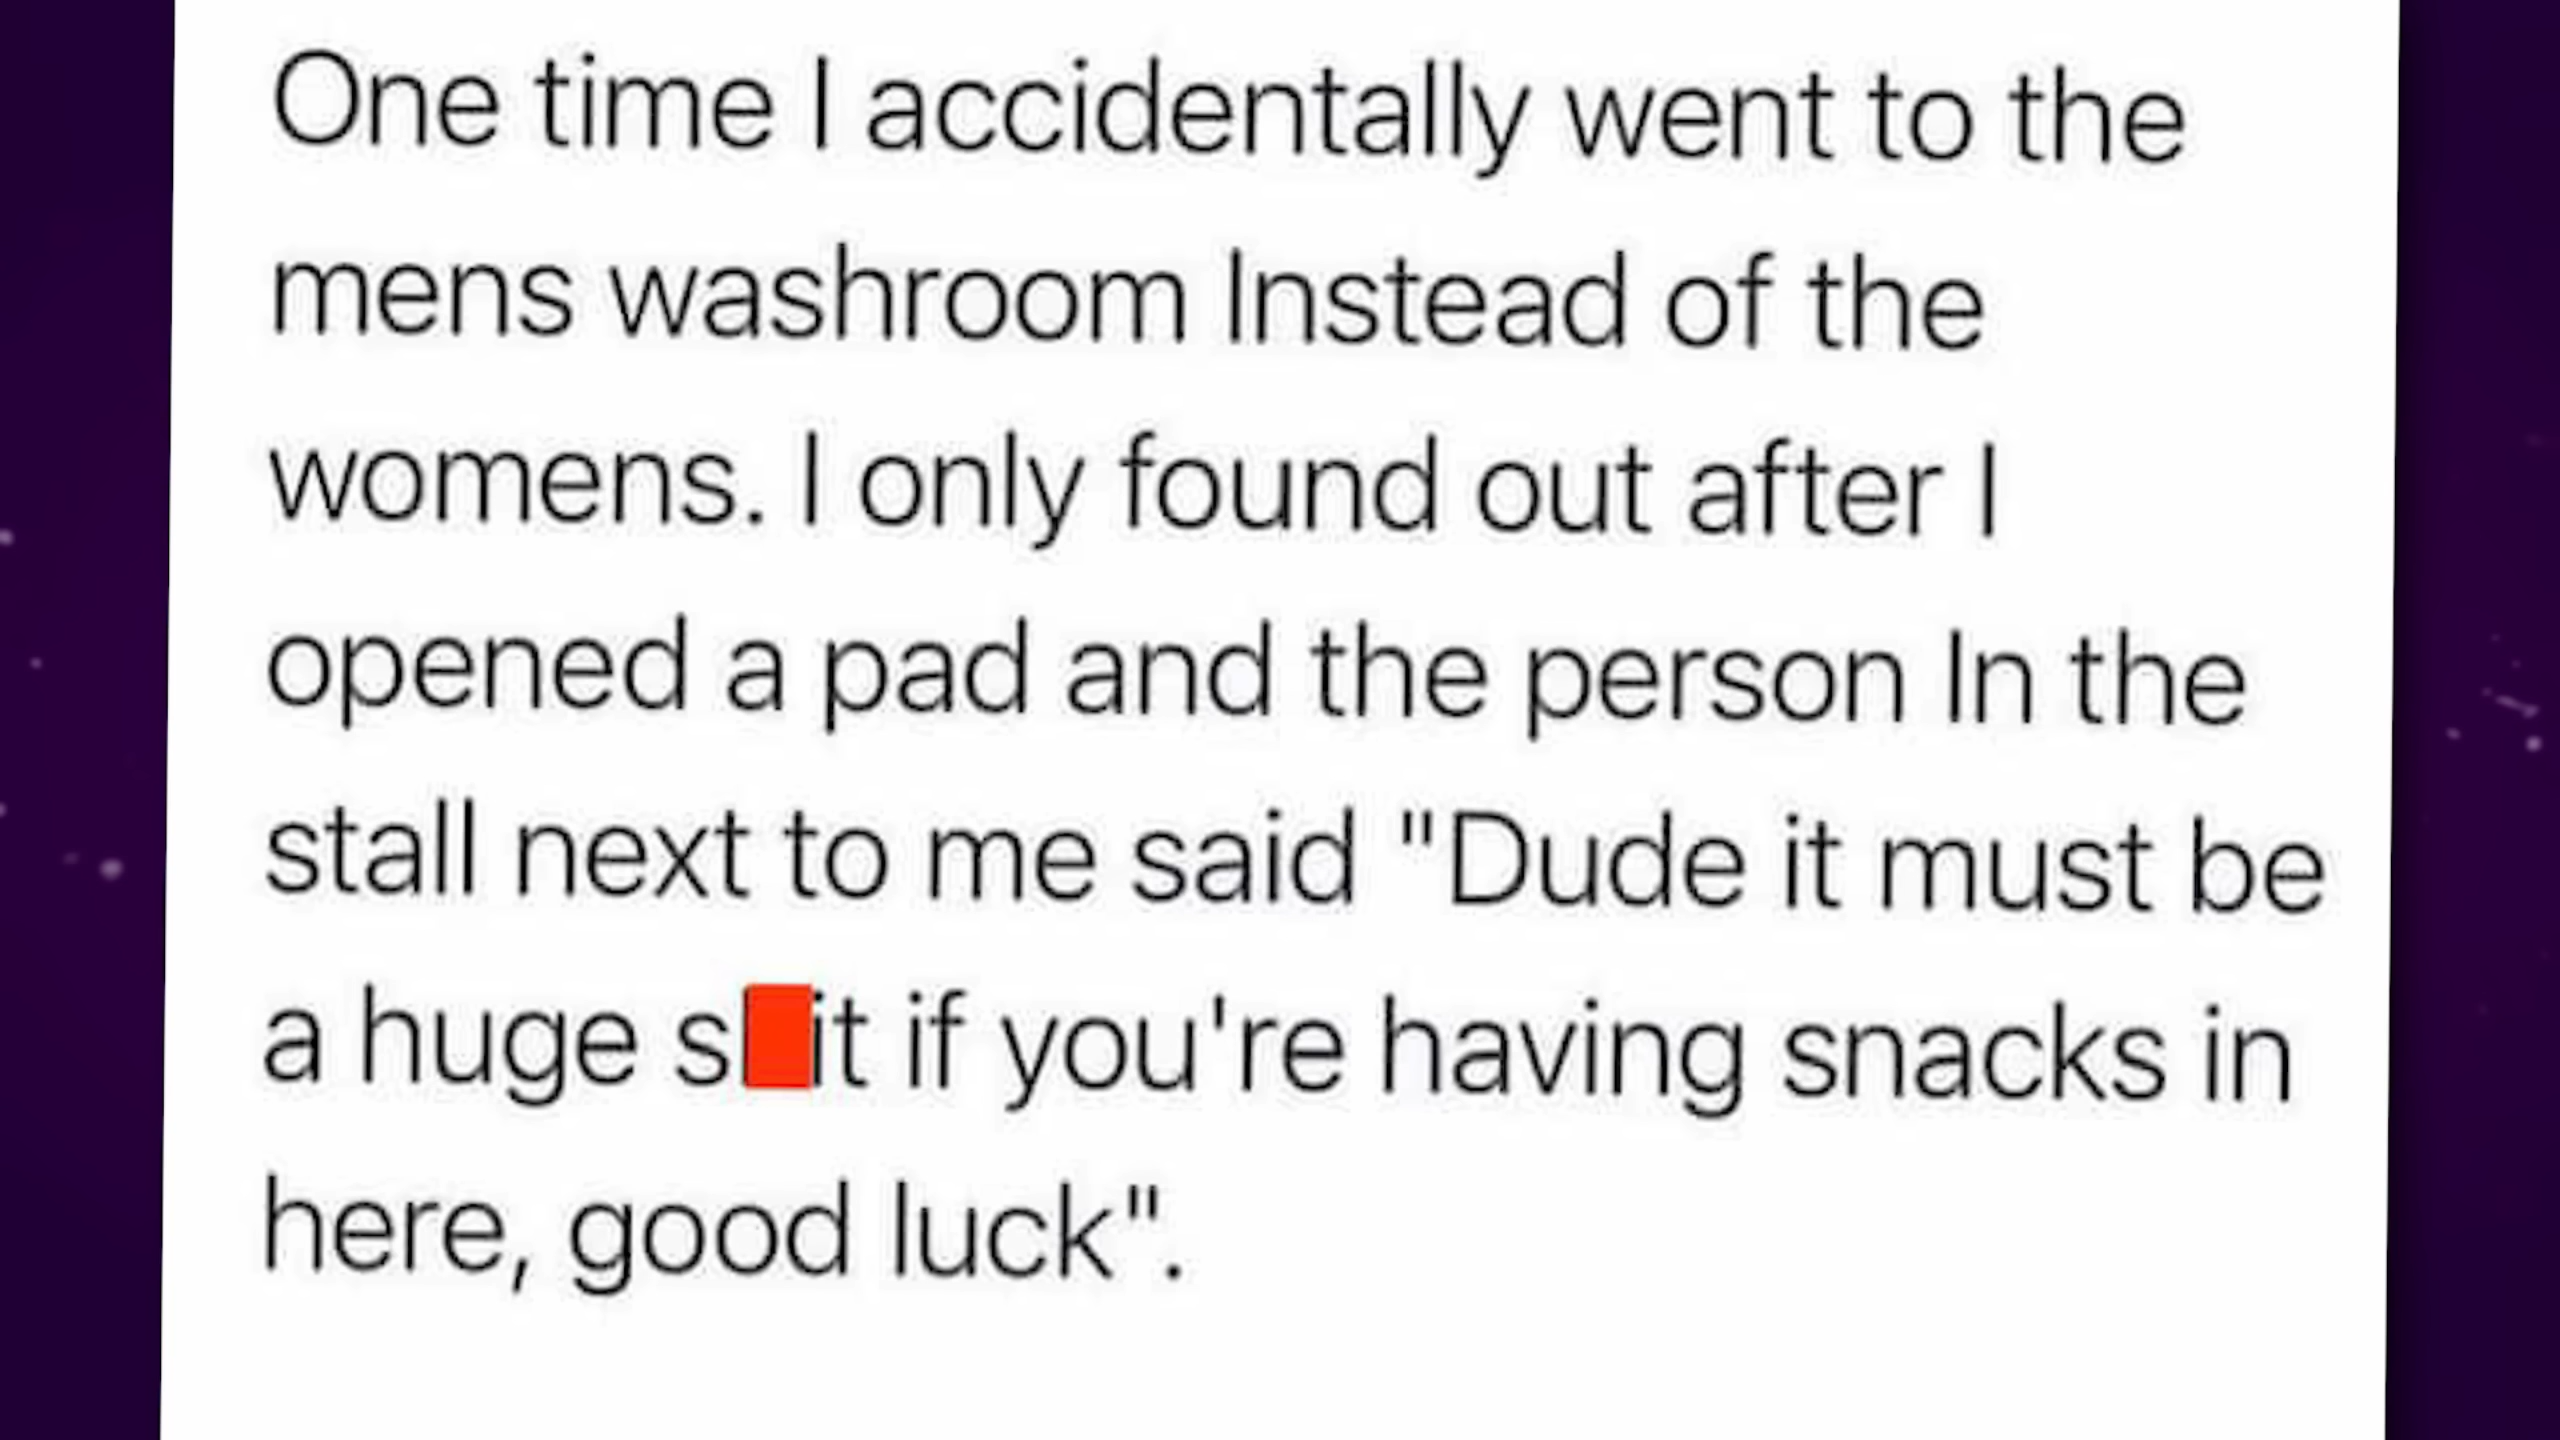 One time I accidentally went to the
mens washroom Instead of the
womens. I only found out after I
opened a pad and the person In the
stall next to me said "Dude it must be
a huge s it if you're having snacks in
here, good luck".